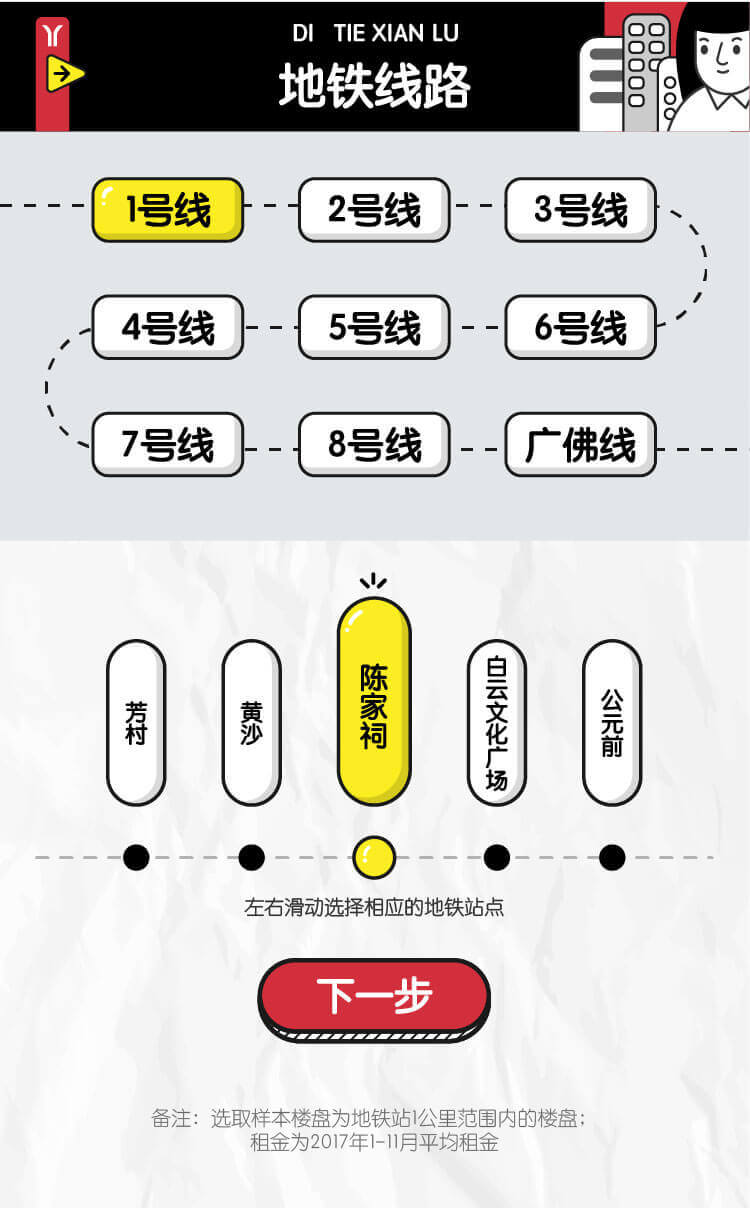 DI TIE XIAN LU
地铁线路
1号线
2号线
3号线
4号线
5号线
6号线
7号线
8号线
广佛线
芳村
黄沙
陈家祠
白云文化广场
公元前
左右滑动选择相应的地铁站点
下一步
备注：选取样本楼盘为地铁站1公里范围内的楼盘；
租金为2017年1-11月平均租金